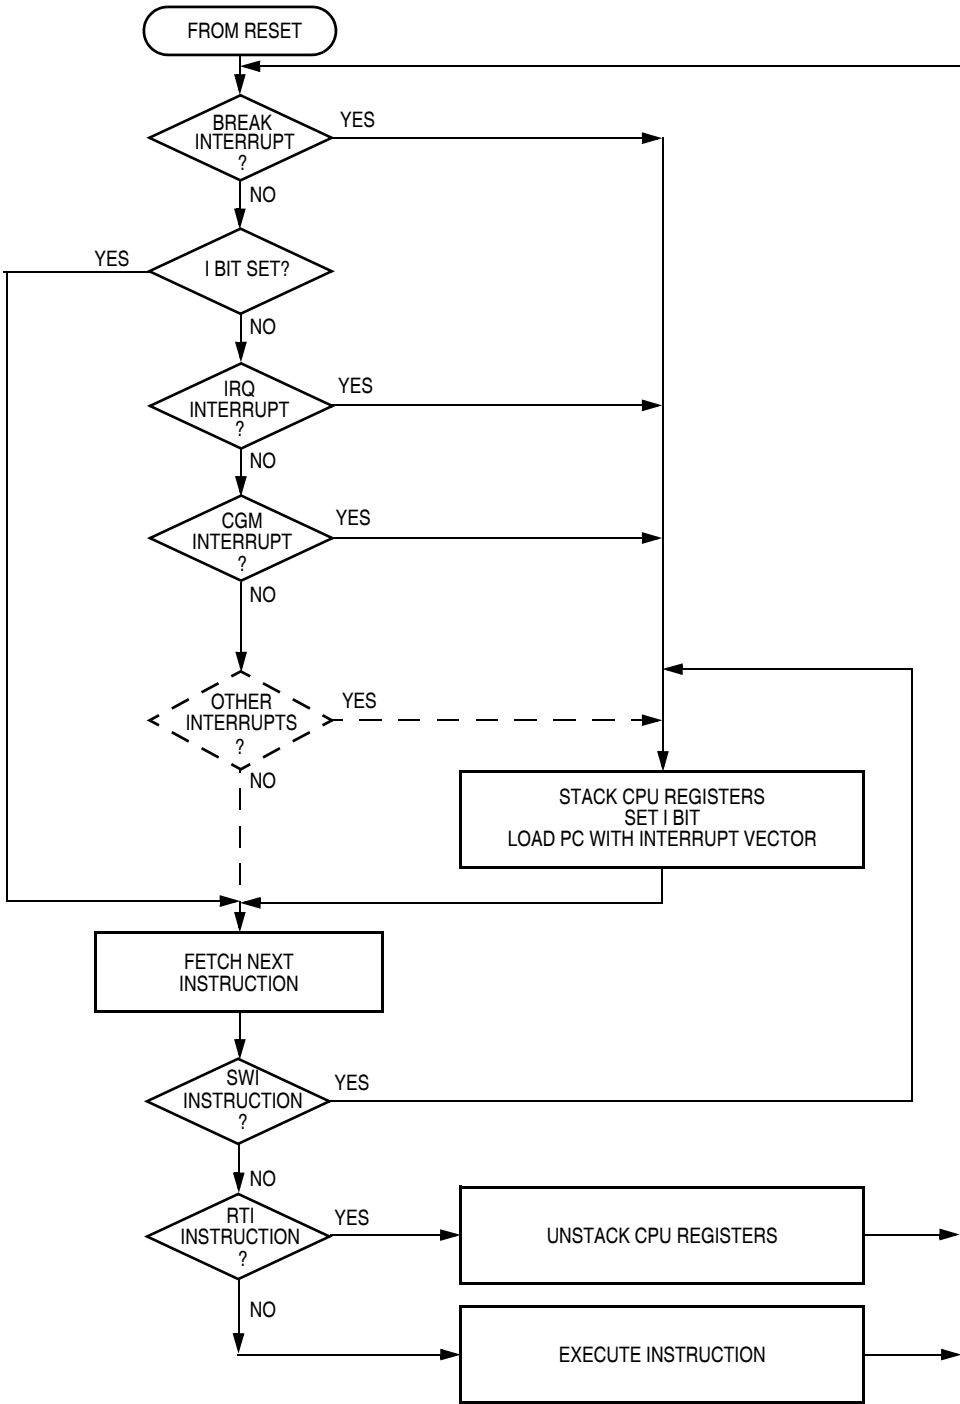 FROM RESET
BREAK
INTERRUPT
?
YES
NO
I BIT SET?
YES
NO
IRQ
INTERRUPT
?
YES
NO
CGM
INTERRUPT
?
YES
NO
OTHER
INTERRUPTS
?
YES
NO
STACK CPU REGISTERS
SET I BIT
LOAD PC WITH INTERRUPT VECTOR
FETCH NEXT
INSTRUCTION
SWI
INSTRUCTION
?
YES
NO
RTI
INSTRUCTION
?
YES
UNSTACK CPU REGISTERS
NO
EXECUTE INSTRUCTION